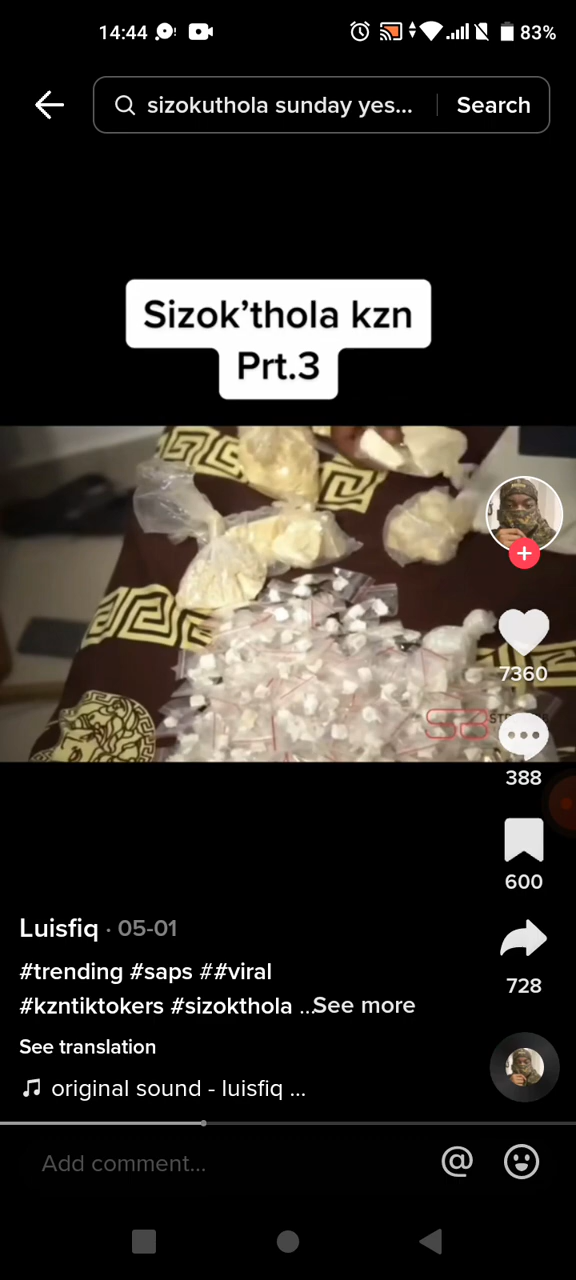 14:44
83%
sizokuthola sunday yes...
Search
Sizok'thola kzn
Prt.3
7360
388
600
728
Luisfiq · 05-01
#trending #saps ##viral
#kzntiktokers #sizokthola ...See more
See translation
original sound - luisfiq ...
Add comment...
@